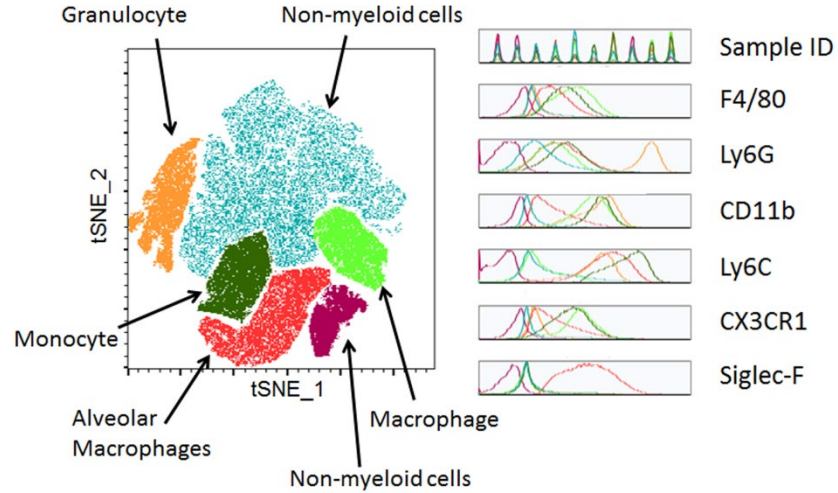 Granulocyte
Non-myeloid cells
tSNE_2
Monocyte
tSNE_1
Alveolar
Macrophages
Macrophage
Non-myeloid cells
Sample ID
F4/80
Ly6G
CD11b
Ly6C
CX3CR1
Siglec-F